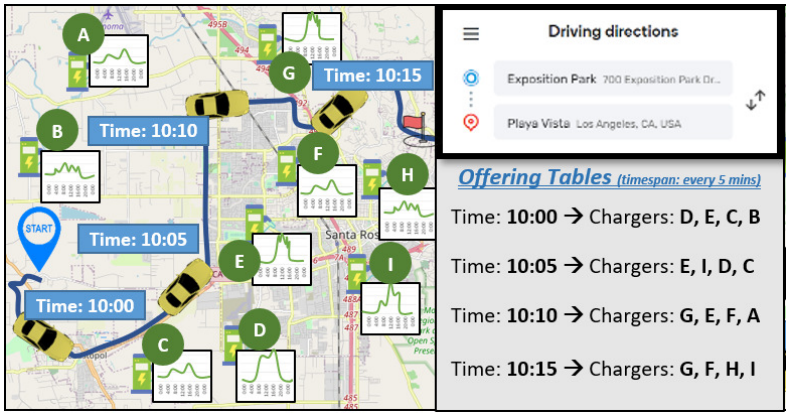 A
G
Time: 10:15
Time: 10:10
B
F
H
START
Time: 10:05
Santa Ros
E
I
Time: 10:00
D
C
Driving directions
Exposition Park 700 Exposition Park Dr...
Playa Vista Los Angeles, CA, USA
Offering Tables (timespan: every 5 mins)
Time: 10:00 → Chargers: D, E, C, B
Time: 10:05 → Chargers: E, I, D, C
Time: 10:10 → Chargers: G, E, F, A
Time: 10:15 → Chargers: G, F, H, I